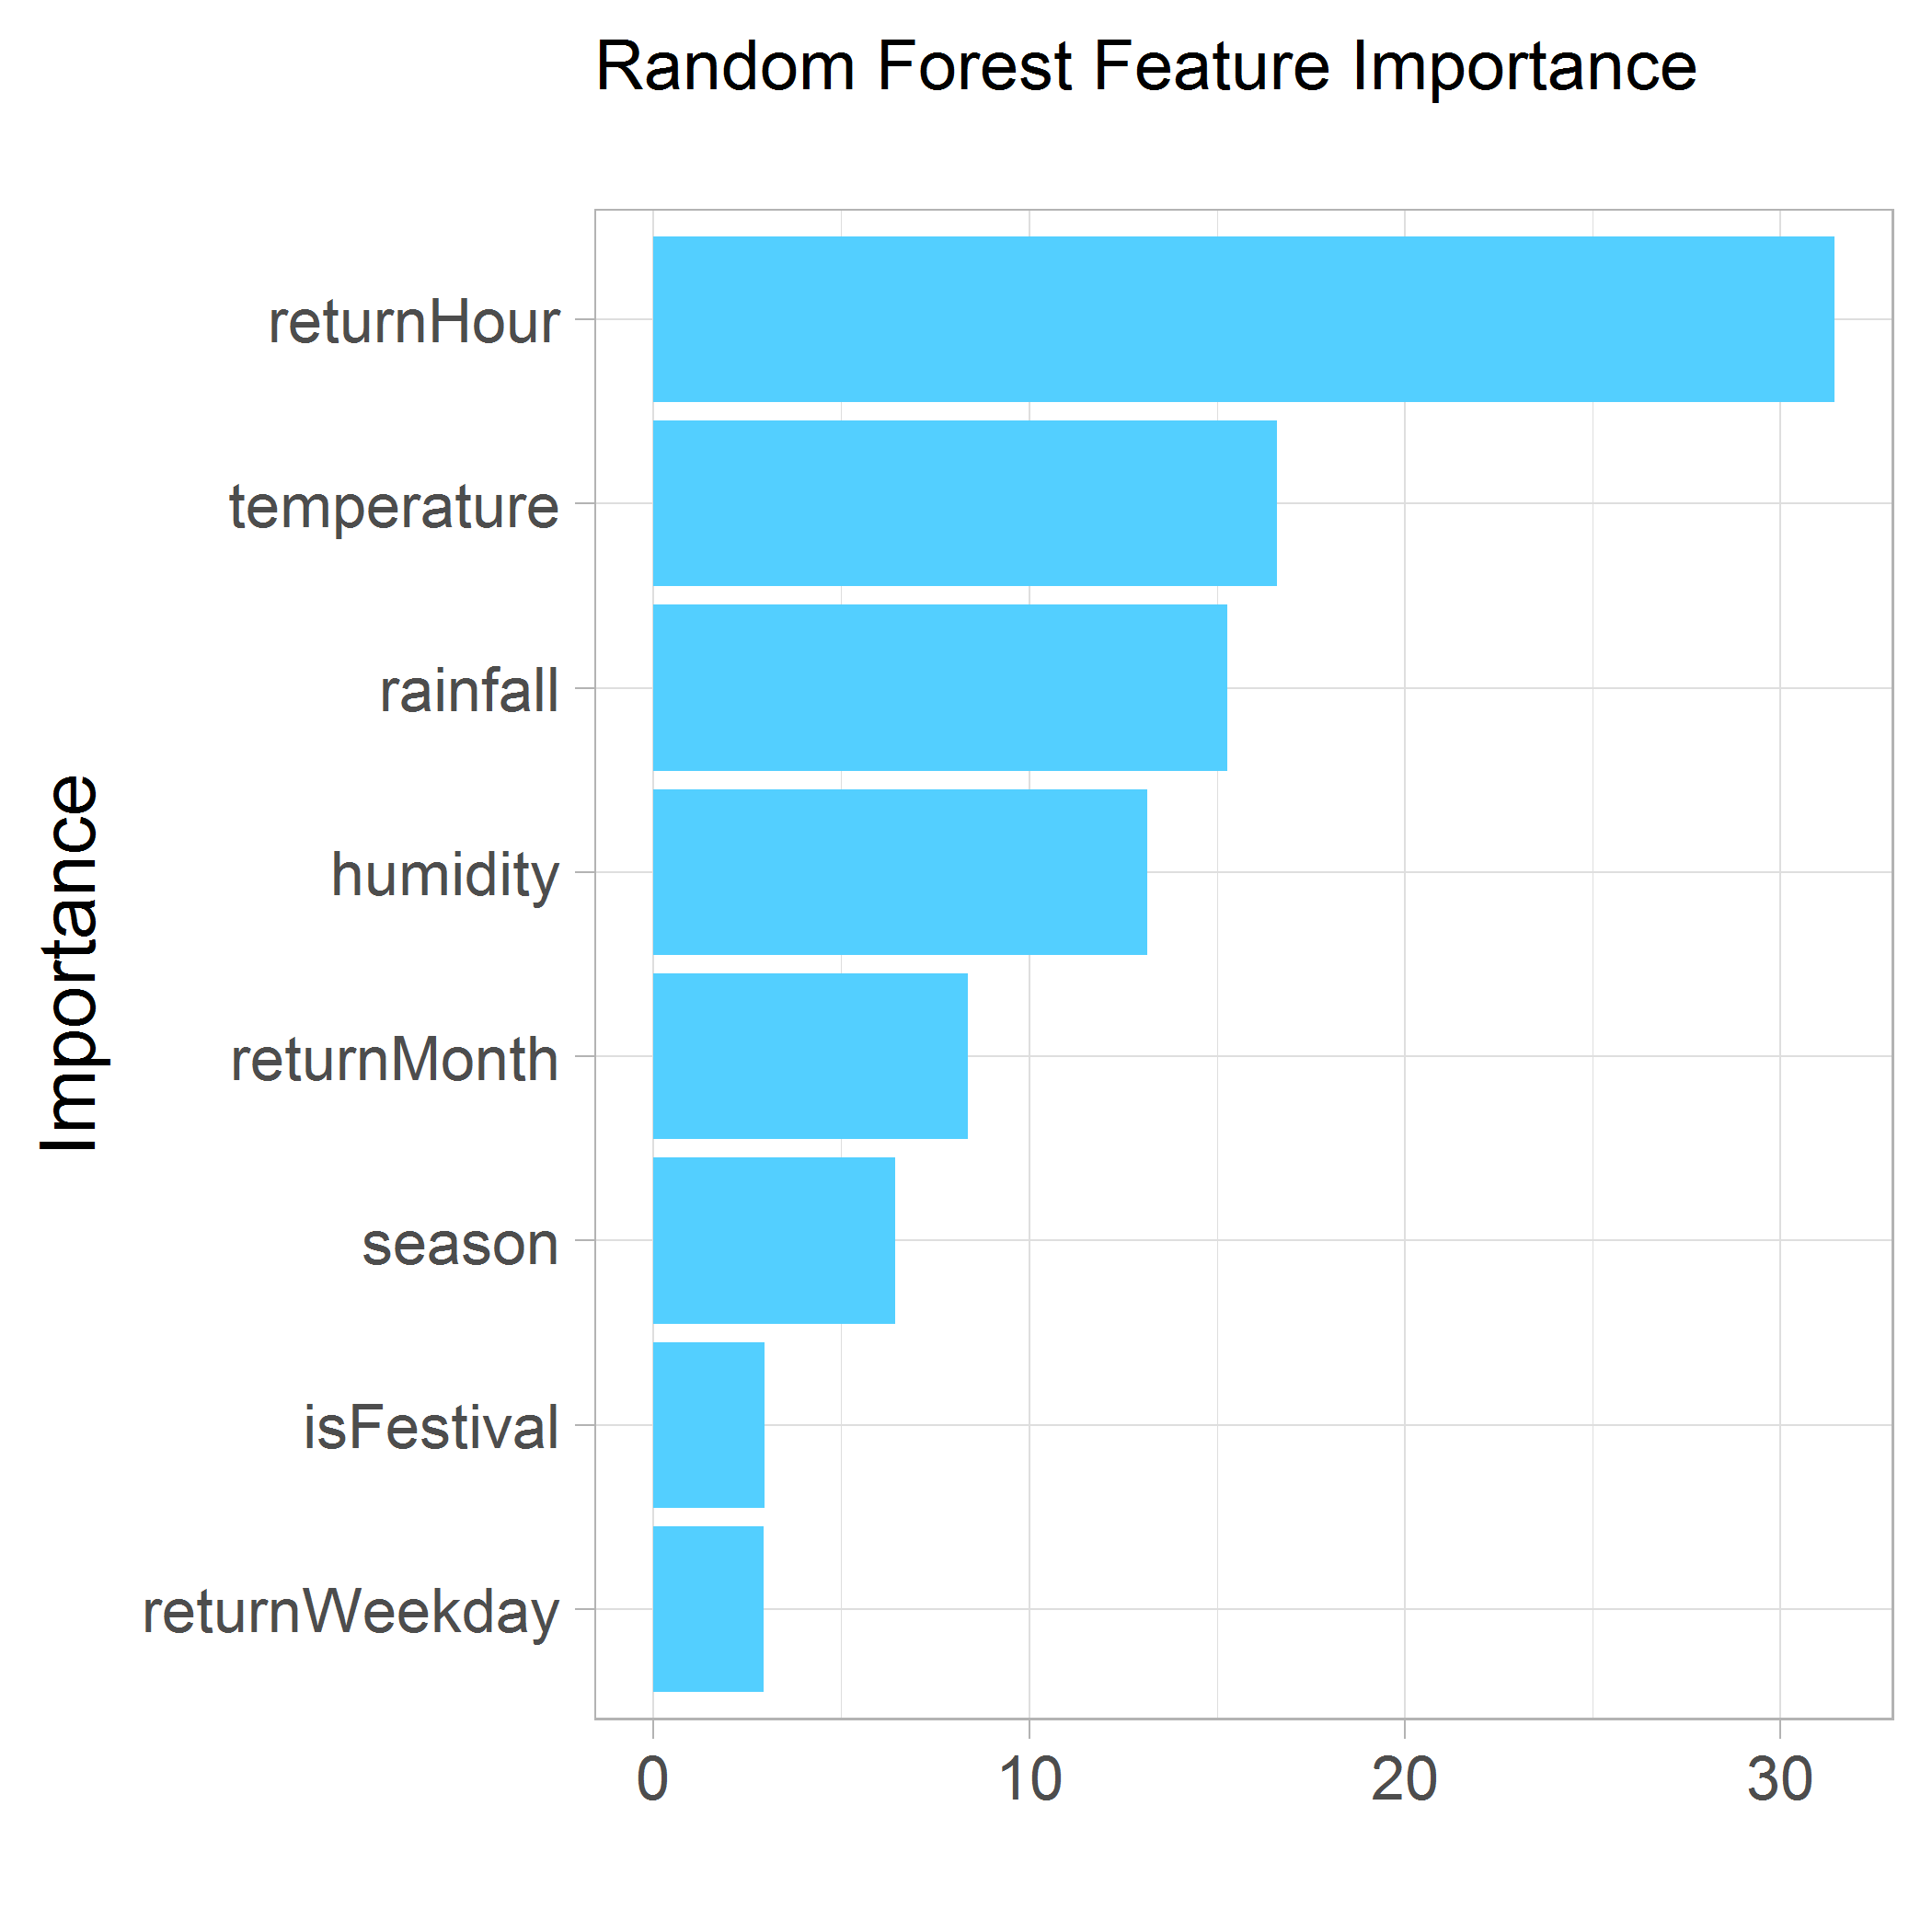 Random Forest Feature Importance
Importance
returnHour
temperature
rainfall
humidity
returnMonth
season
isFestival
returnWeekday
0 10 20 30